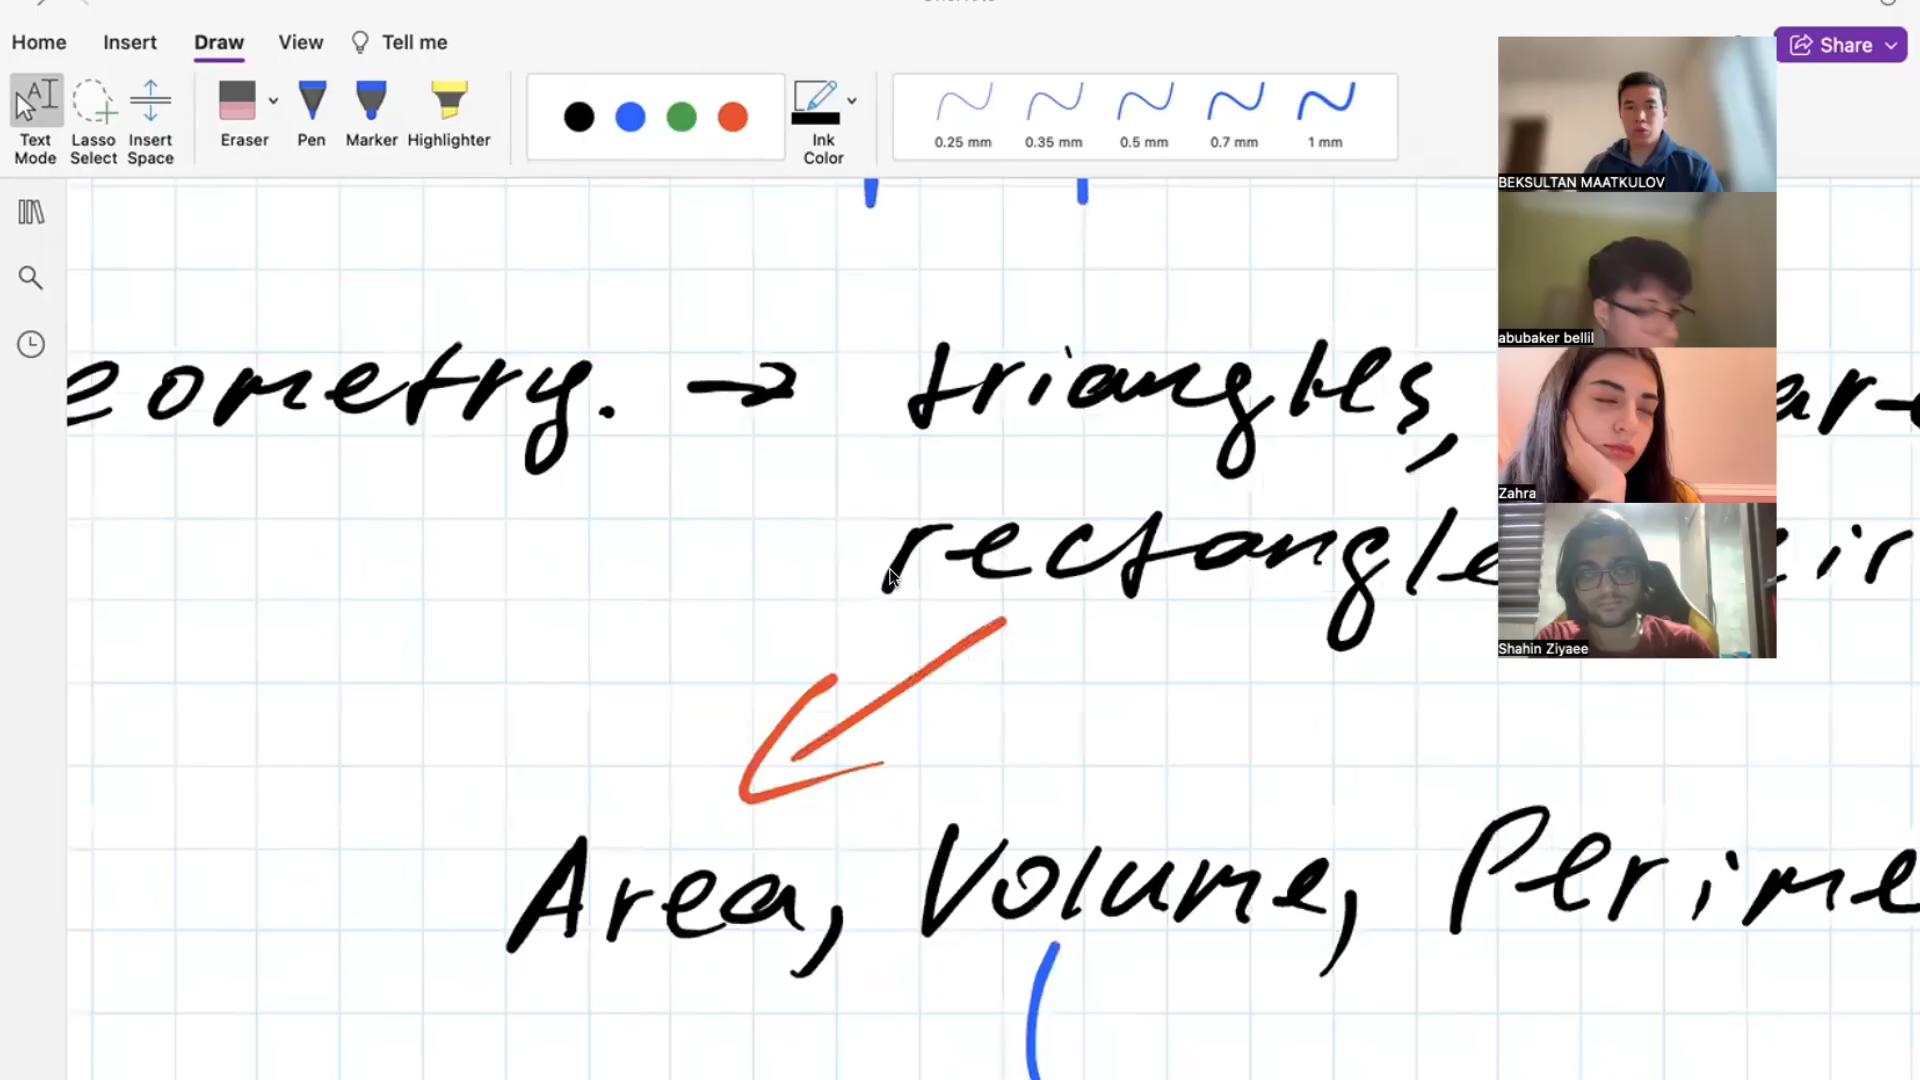 Home Insert Draw View Tell me
Share
Text Mode
Lasso Select
Insert Space
Eraser
Pen
Marker
Highlighter
Ink Color
0.25 mm
0.35 mm
0.5 mm
0.7 mm
1 mm
BEKSULTAN MAATKULOV
abubaker bellil
Zahra
Shahin Ziyaee
eometry. → triangles, are
rectangle eir
Area, Volume, Perime